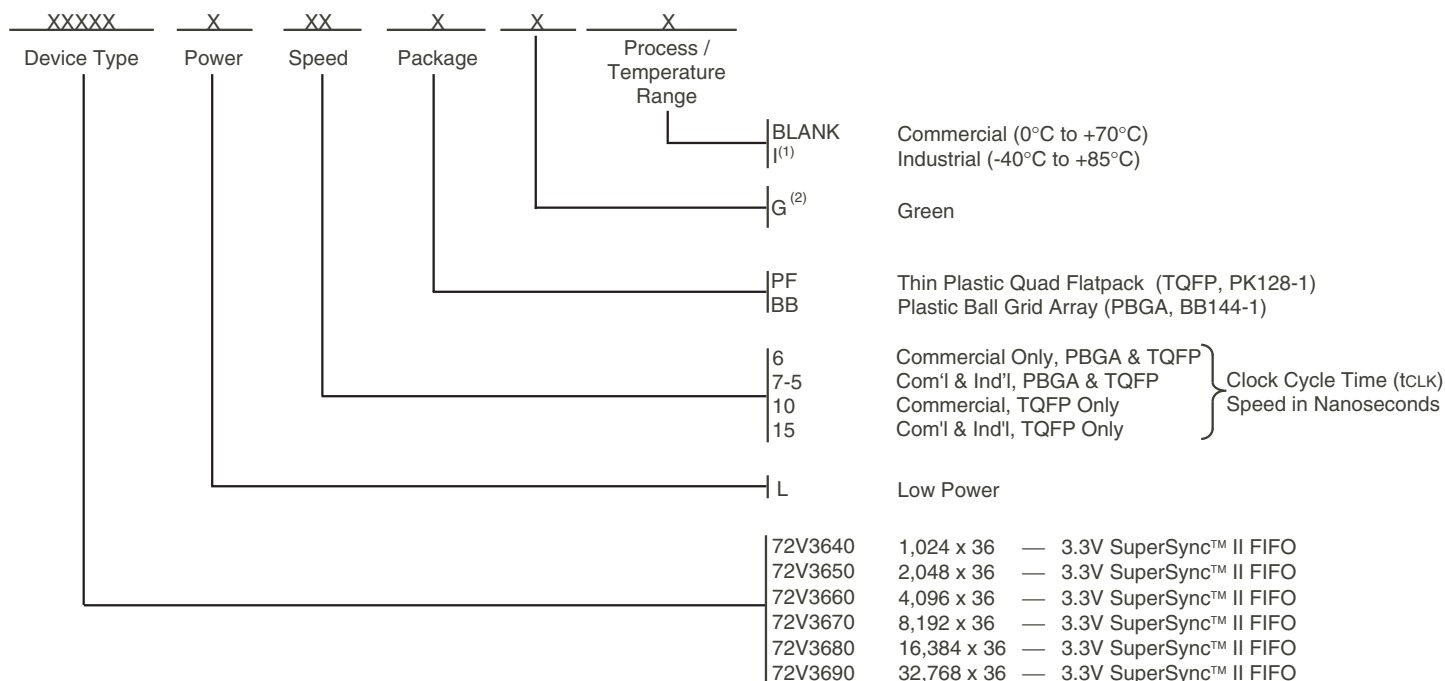 XXXXX X XX X X X
Device Type Power Speed Package Process /
Temperature
Range
BLANK Commercial (0°C to +70°C)
I(1) Industrial (-40°C to +85°C)
G (2) Green
PF Thin Plastic Quad Flatpack (TQFP, PK128-1)
BB Plastic Ball Grid Array (PBGA, BB144-1)
6 Commercial Only, PBGA & TQFP
7-5 Com‘l & Ind’l, PBGA & TQFP
10 Commercial, TQFP Only
15 Com'l & Ind'l, TQFP Only
Clock Cycle Time (tCLK)
Speed in Nanoseconds
L Low Power
72V3640 1,024 x 36 — 3.3V SuperSync™ II FIFO
72V3650 2,048 x 36 — 3.3V SuperSync™ II FIFO
72V3660 4,096 x 36 — 3.3V SuperSync™ II FIFO
72V3670 8,192 x 36 — 3.3V SuperSync™ II FIFO
72V3680 16,384 x 36 — 3.3V SuperSync™ II FIFO
72V3690 32,768 x 36 — 3.3V SuperSync™ II FIFO